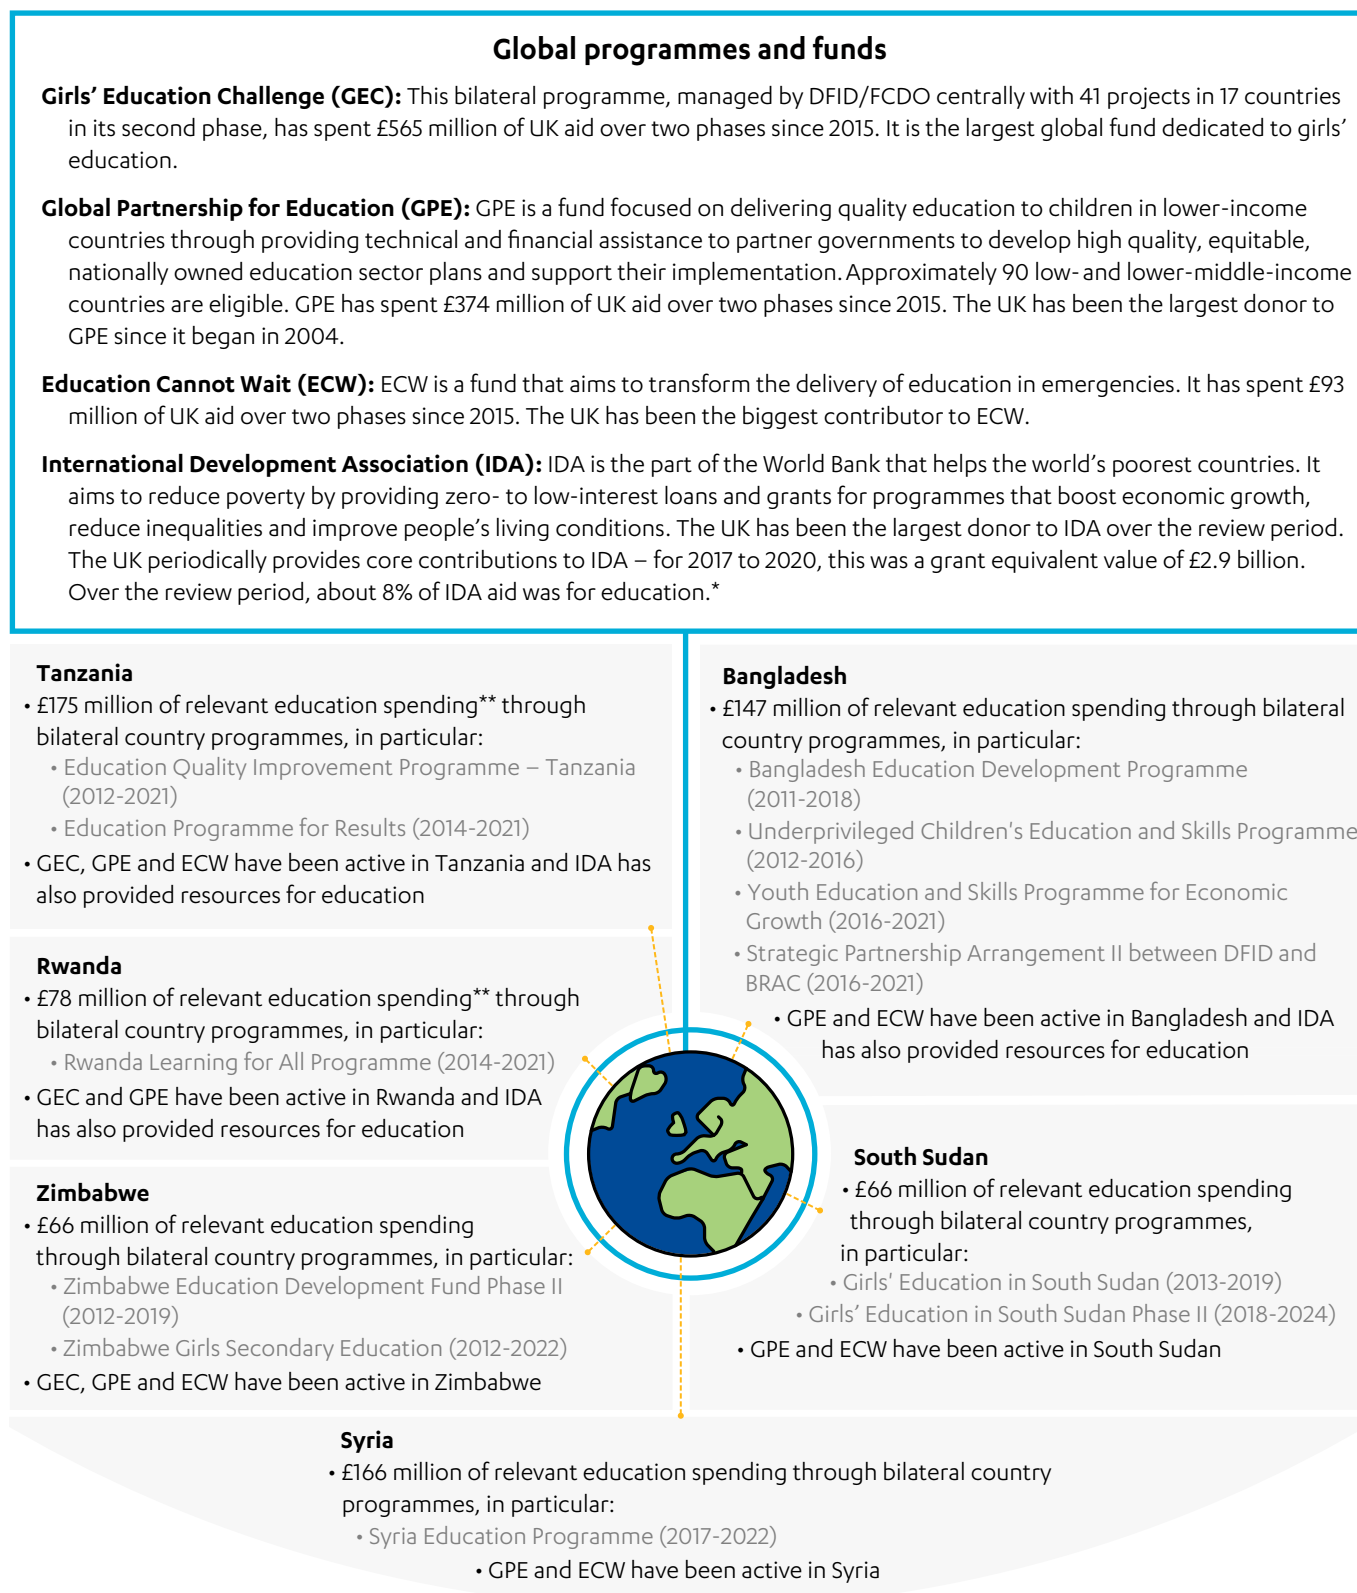 Global programmes and funds
Girls’ Education Challenge (GEC): This bilateral programme, managed by DFID/FCDO centrally with 41 projects in 17 countries
in its second phase, has spent £565 million of UK aid over two phases since 2015. It is the largest global fund dedicated to girls’
education.
Global Partnership for Education (GPE): GPE is a fund focused on delivering quality education to children in lower-income
countries through providing technical and financial assistance to partner governments to develop high quality, equitable,
nationally owned education sector plans and support their implementation. Approximately 90 low- and lower-middle-income
countries are eligible. GPE has spent £374 million of UK aid over two phases since 2015. The UK has been the largest donor to
GPE since it began in 2004.
Education Cannot Wait (ECW): ECW is a fund that aims to transform the delivery of education in emergencies. It has spent £93
million of UK aid over two phases since 2015. The UK has been the biggest contributor to ECW.
International Development Association (IDA): IDA is the part of the World Bank that helps the world’s poorest countries. It
aims to reduce poverty by providing zero- to low-interest loans and grants for programmes that boost economic growth,
reduce inequalities and improve people’s living conditions. The UK has been the largest donor to IDA over the review period.
The UK periodically provides core contributions to IDA – for 2017 to 2020, this was a grant equivalent value of £2.9 billion.
Over the review period, about 8% of IDA aid was for education.*
Tanzania
• £175 million of relevant education spending** through
bilateral country programmes, in particular:
• Education Quality Improvement Programme – Tanzania
(2012-2021)
• Education Programme for Results (2014-2021)
• GEC, GPE and ECW have been active in Tanzania and IDA has
also provided resources for education
Rwanda
• £78 million of relevant education spending** through
bilateral country programmes, in particular:
• Rwanda Learning for All Programme (2014-2021)
• GEC and GPE have been active in Rwanda and IDA
has also provided resources for education
Zimbabwe
• £66 million of relevant education spending
through bilateral country programmes, in particular:
• Zimbabwe Education Development Fund Phase II
(2012-2019)
• Zimbabwe Girls Secondary Education (2012-2022)
• GEC, GPE and ECW have been active in Zimbabwe
Bangladesh
• £147 million of relevant education spending through bilateral
country programmes, in particular:
• Bangladesh Education Development Programme
(2011-2018)
• Underprivileged Children's Education and Skills Programme
(2012-2016)
• Youth Education and Skills Programme for Economic
Growth (2016-2021)
• Strategic Partnership Arrangement II between DFID and
BRAC (2016-2021)
• GPE and ECW have been active in Bangladesh and IDA
has also provided resources for education
South Sudan
• £66 million of relevant education spending
through bilateral country programmes,
in particular:
• Girls' Education in South Sudan (2013-2019)
• Girls’ Education in South Sudan Phase II (2018-2024)
• GPE and ECW have been active in South Sudan
Syria
• £166 million of relevant education spending through bilateral country
programmes, in particular:
• Syria Education Programme (2017-2022)
• GPE and ECW have been active in Syria